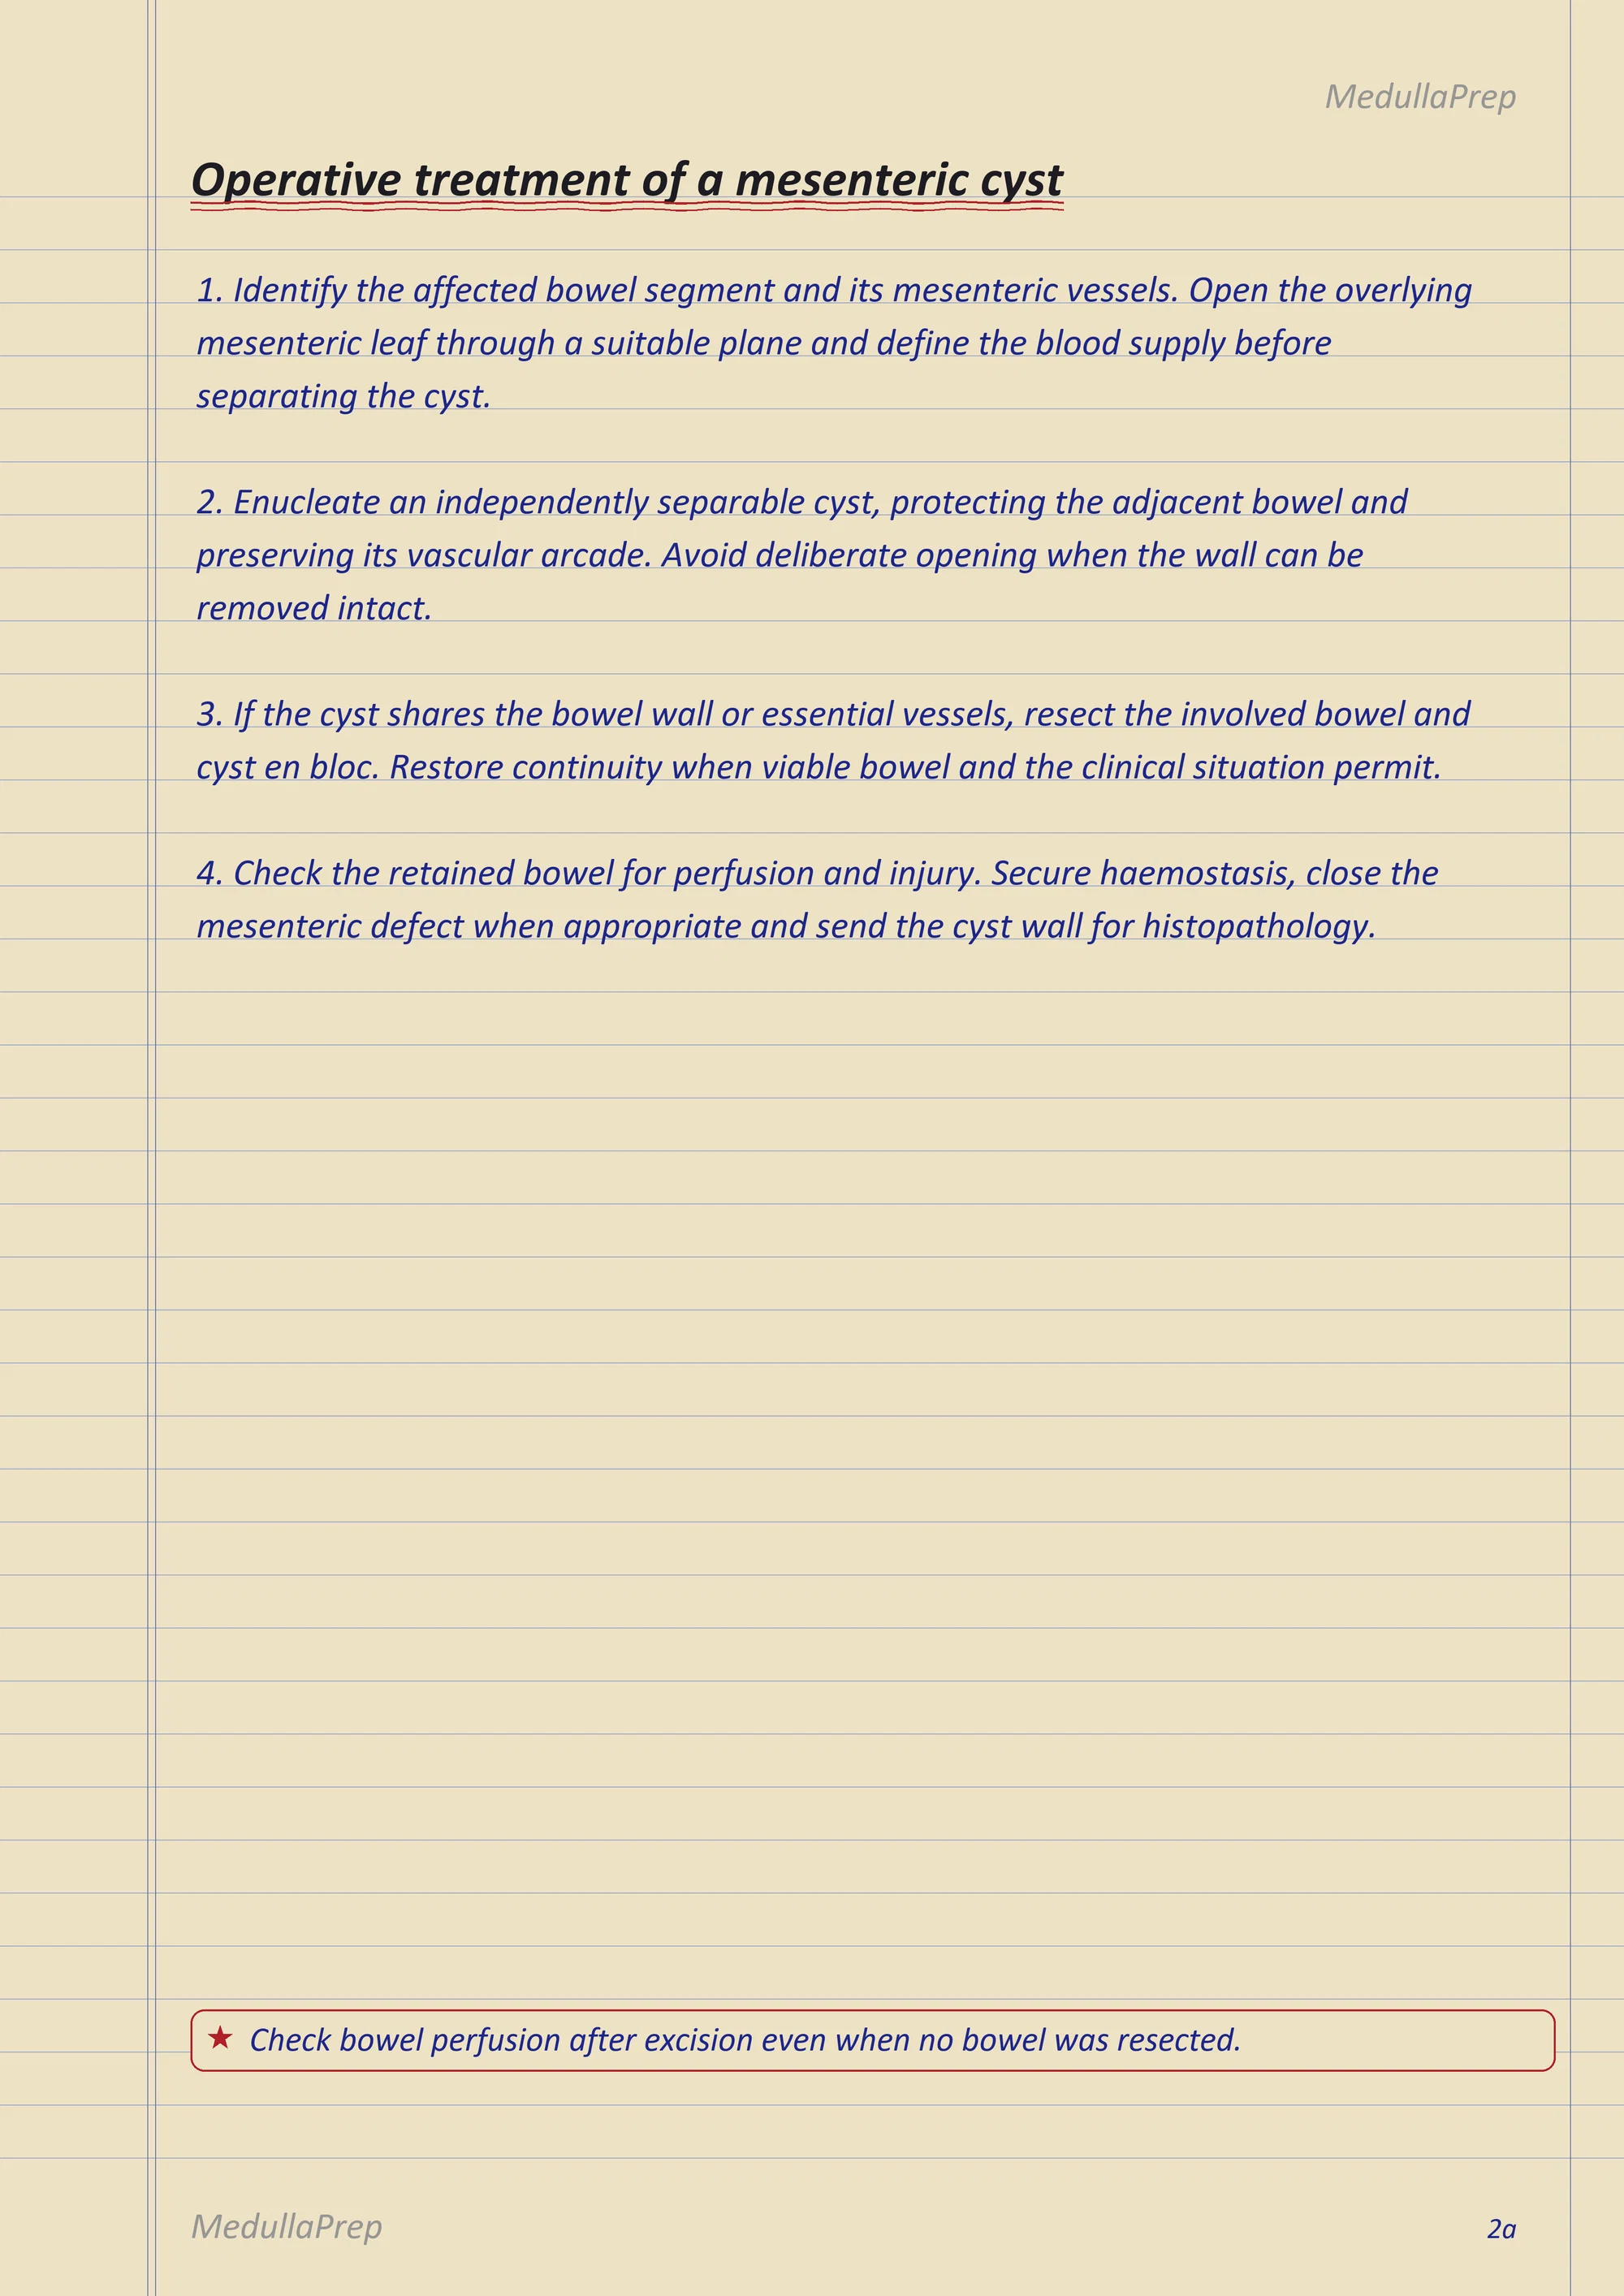 MedullaPrep
Operative treatment of a mesenteric cyst
1. Identify the affected bowel segment and its mesenteric vessels. Open the overlying
mesenteric leaf through a suitable plane and define the blood supply before
separating the cyst.
2. Enucleate an independently separable cyst, protecting the adjacent bowel and
preserving its vascular arcade. Avoid deliberate opening when the wall can be
removed intact.
3. If the cyst shares the bowel wall or essential vessels, resect the involved bowel and
cyst en bloc. Restore continuity when viable bowel and the clinical situation permit.
4. Check the retained bowel for perfusion and injury. Secure haemostasis, close the
mesenteric defect when appropriate and send the cyst wall for histopathology.
★ Check bowel perfusion after excision even when no bowel was resected.
MedullaPrep
2a